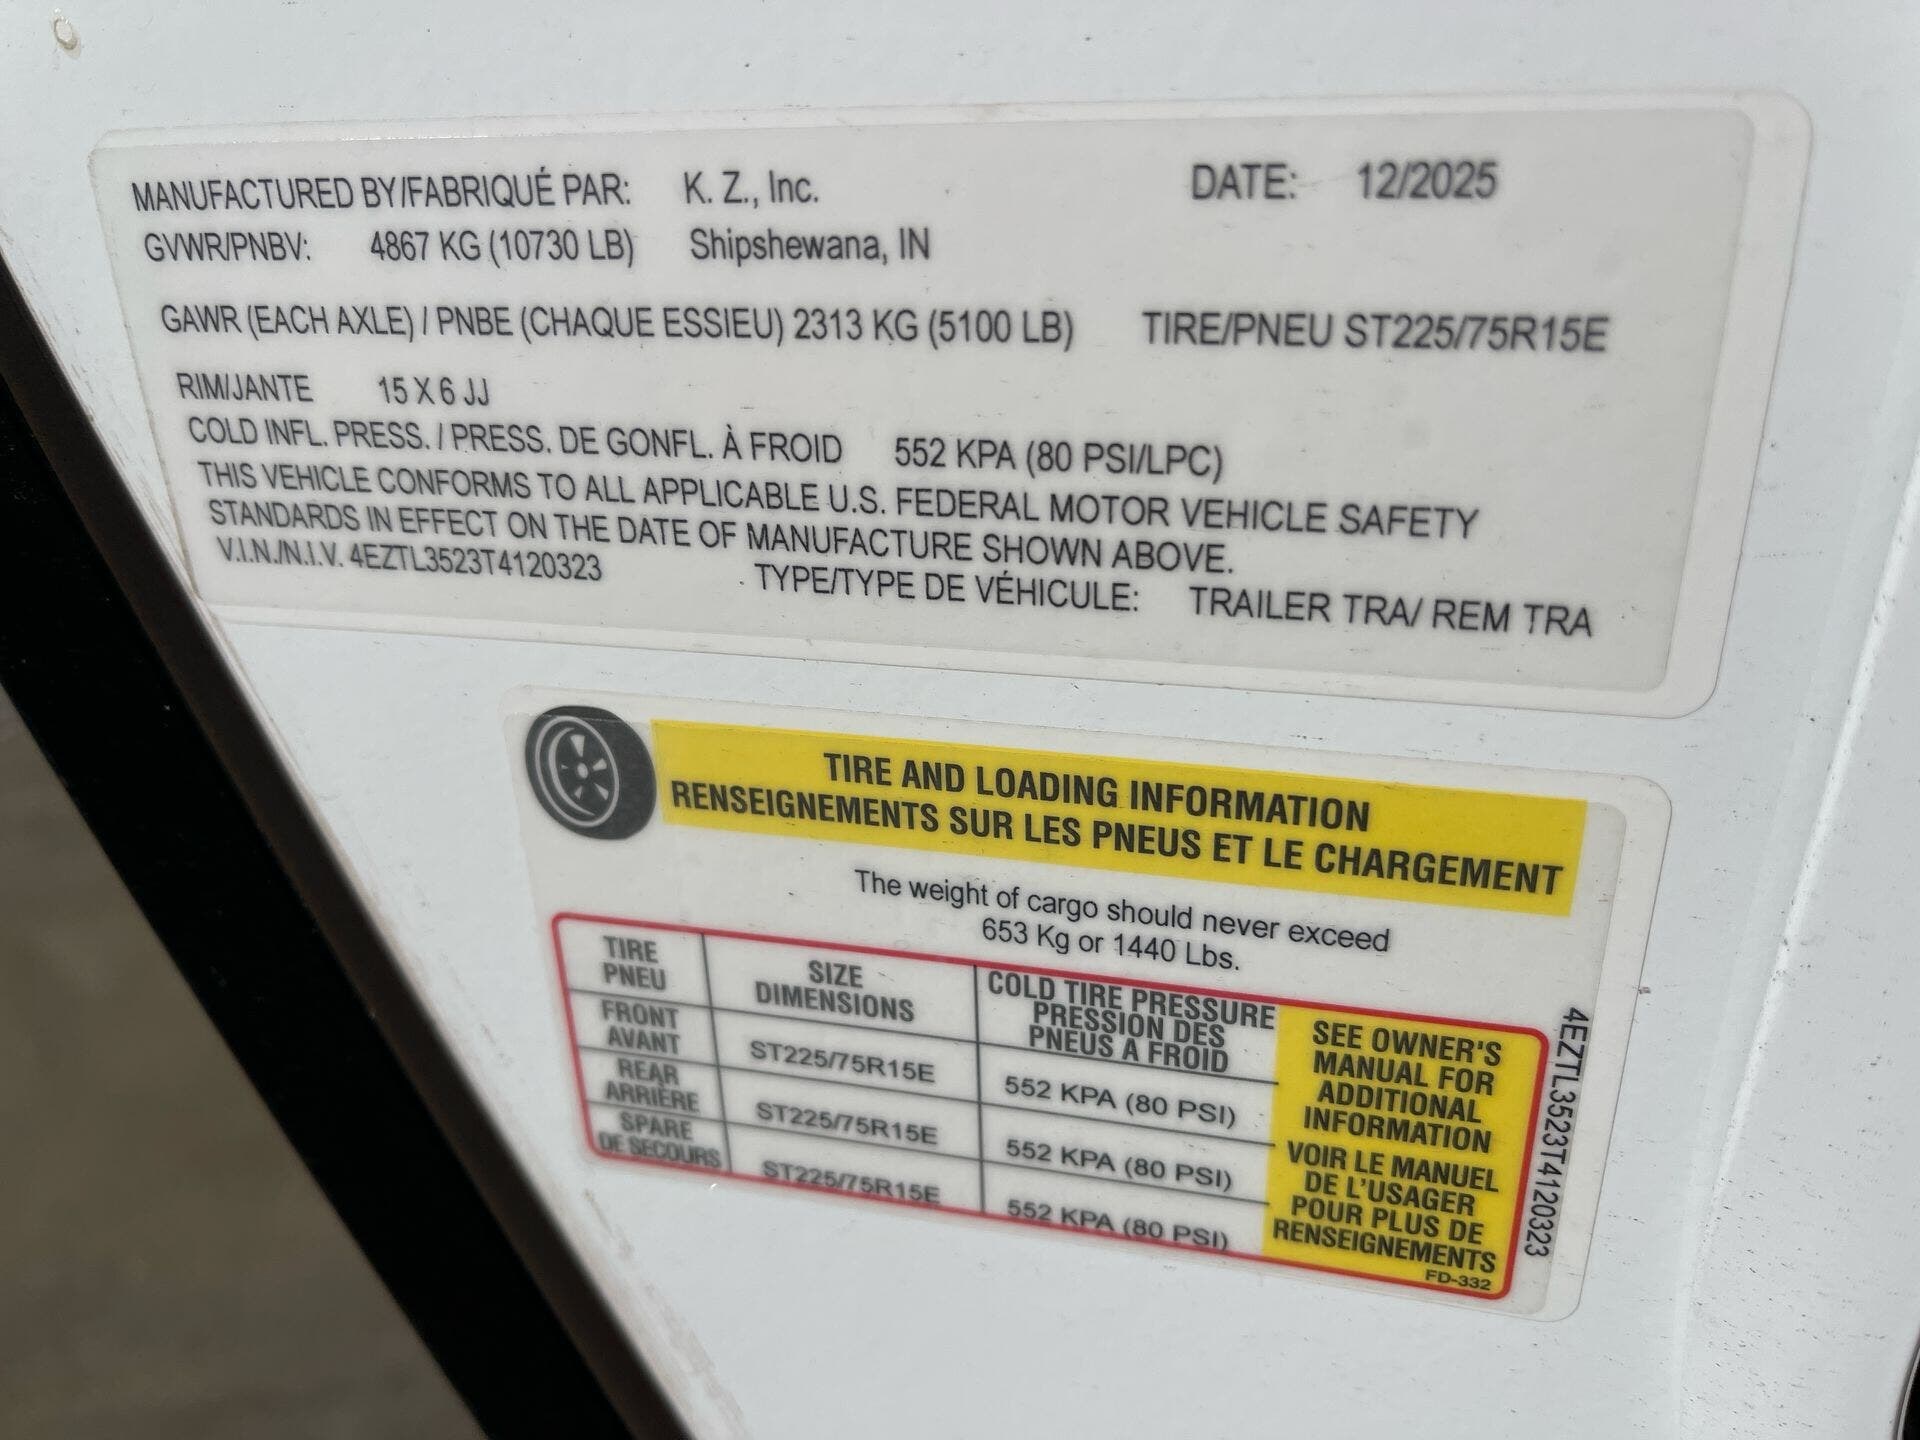 MANUFACTURED BY/FABRIQUÉ PAR: K. Z., Inc. DATE: 12/2025
GVWR/PNBV: 4867 KG (10730 LB) Shipshewana, IN
GAWR (EACH AXLE) / PNBE (CHAQUE ESSIEU) 2313 KG (5100 LB) TIRE/PNEU ST225/75R15E
RIM/JANTE 15 X 6 JJ
COLD INFL. PRESS. / PRESS. DE GONFL. À FROID 552 KPA (80 PSI/LPC)
THIS VEHICLE CONFORMS TO ALL APPLICABLE U.S. FEDERAL MOTOR VEHICLE SAFETY
STANDARDS IN EFFECT ON THE DATE OF MANUFACTURE SHOWN ABOVE.
V.I.N./N.I.V. 4EZTL3523T4120323 TYPE/TYPE DE VÉHICULE: TRAILER TRA/ REM TRA
TIRE AND LOADING INFORMATION
RENSEIGNEMENTS SUR LES PNEUS ET LE CHARGEMENT
The weight of cargo should never exceed
653 Kg or 1440 Lbs.
TIRE
PNEU
SIZE
DIMENSIONS
COLD TIRE PRESSURE
PRESSION DES
PNEUS A FROID
FRONT
AVANT
ST225/75R15E
552 KPA (80 PSI)
REAR
ARRIÈRE
ST225/75R15E
552 KPA (80 PSI)
SPARE
DE SECOURS
ST225/75R15E
552 KPA (80 PSI)
SEE OWNER'S
MANUAL FOR
ADDITIONAL
INFORMATION
VOIR LE MANUEL
DE L'USAGER
POUR PLUS DE
RENSEIGNEMENTS
FD-332
4EZTL3523T4120323